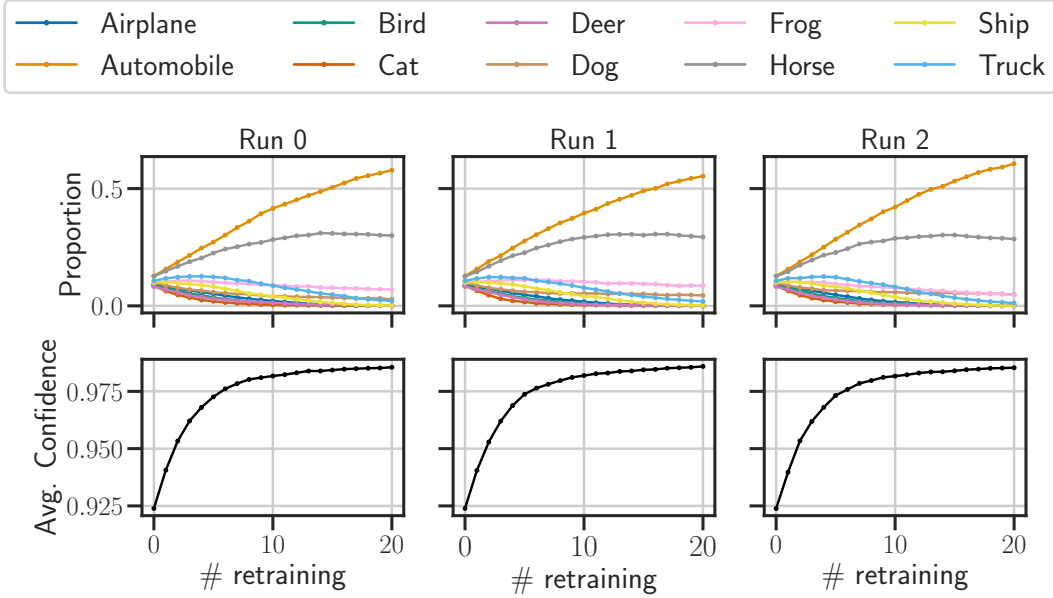 Airplane Bird Deer Frog Ship
Automobile Cat Dog Horse Truck
Run 0 Run 1 Run 2
Proportion
0.5
0.0
Avg. Confidence
0.975
0.950
0.925
0 10 20 0 10 20 0 10 20
# retraining # retraining # retraining